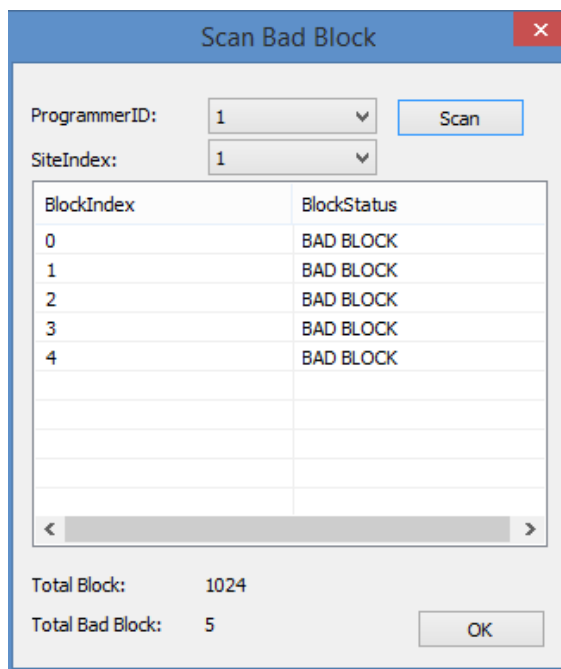 Scan Bad Block
ProgrammerID: 1 Scan
SiteIndex: 1
BlockIndex BlockStatus
0 BAD BLOCK
1 BAD BLOCK
2 BAD BLOCK
3 BAD BLOCK
4 BAD BLOCK
Total Block: 1024
Total Bad Block: 5 OK